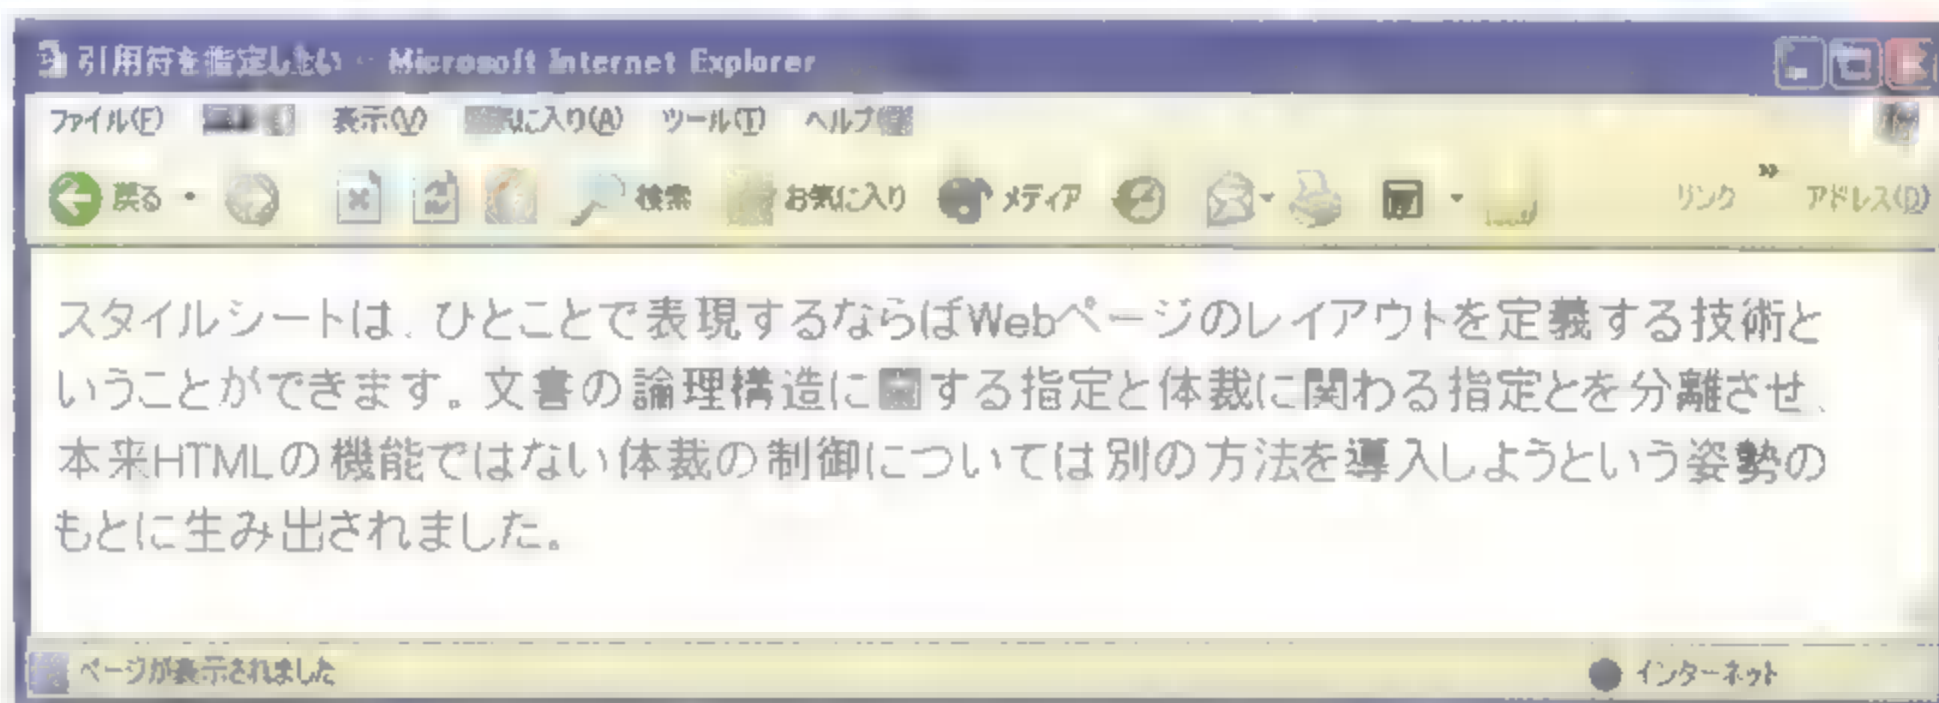 引用符を指定したい - Microsoft Internet Explorer
ファイル(F) 表示(V) に入り(A) ツール(T) ヘルプ
戻る 検索 お気に入り メディア リンク » アドレス(D)
スタイルシートは、ひとことで表現するならばWebページのレイアウトを定義する技術と
いうことができます。文書の論理構造に する指定と体裁に関わる指定とを分離させ、
本来HTMLの機能ではない体裁の制御については別の方法を導入しようという姿勢の
もとに生み出されました。
ページが表示されました インターネット